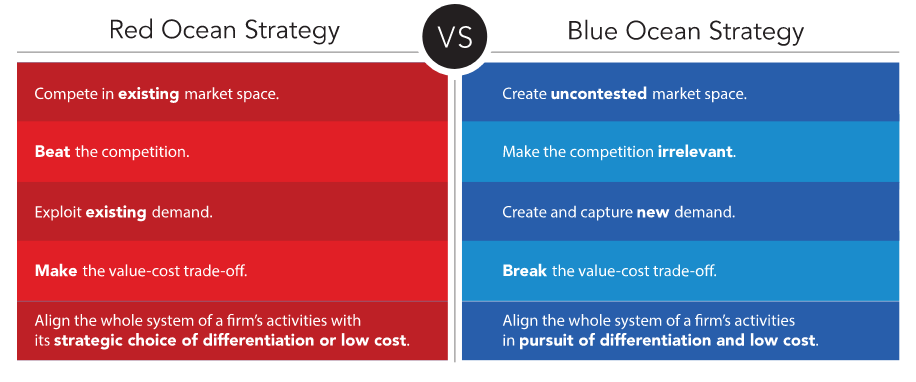 Red Ocean Strategy
VS
Blue Ocean Strategy
Compete in existing market space.
Create uncontested market space.
Beat the competition.
Make the competition irrelevant.
Exploit existing demand.
Create and capture new demand.
Make the value-cost trade-off.
Break the value-cost trade-off.
Align the whole system of a firm’s activities with
its strategic choice of differentiation or low cost.
Align the whole system of a firm’s activities
in pursuit of differentiation and low cost.